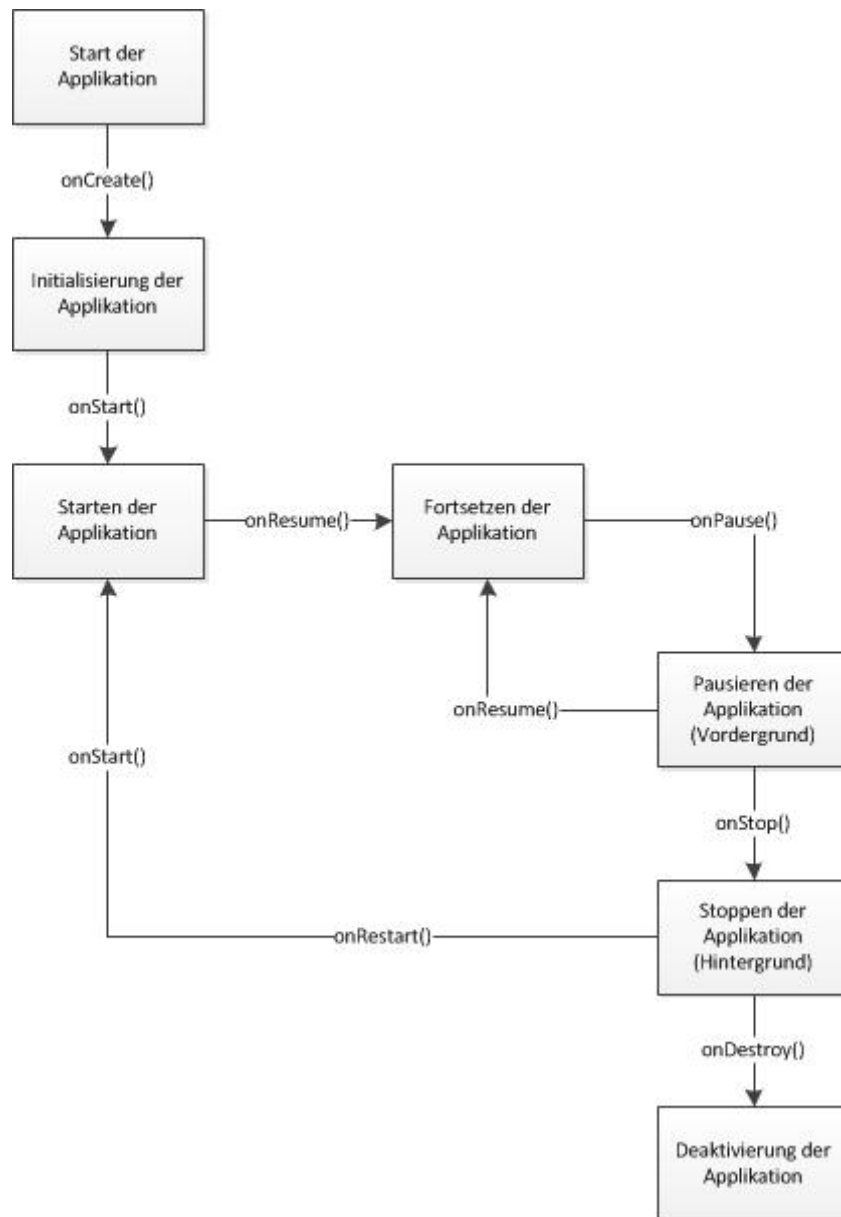 Start der
Applikation
onCreate()
Initialisierung der
Applikation
onStart()
Starten der
Applikation
onResume()
Fortsetzen der
Applikation
onPause()
Pausieren der
Applikation
(Vordergrund)
onResume()
onStart()
onStop()
Stoppen der
Applikation
(Hintergrund)
onRestart()
onDestroy()
Deaktivierung der
Applikation